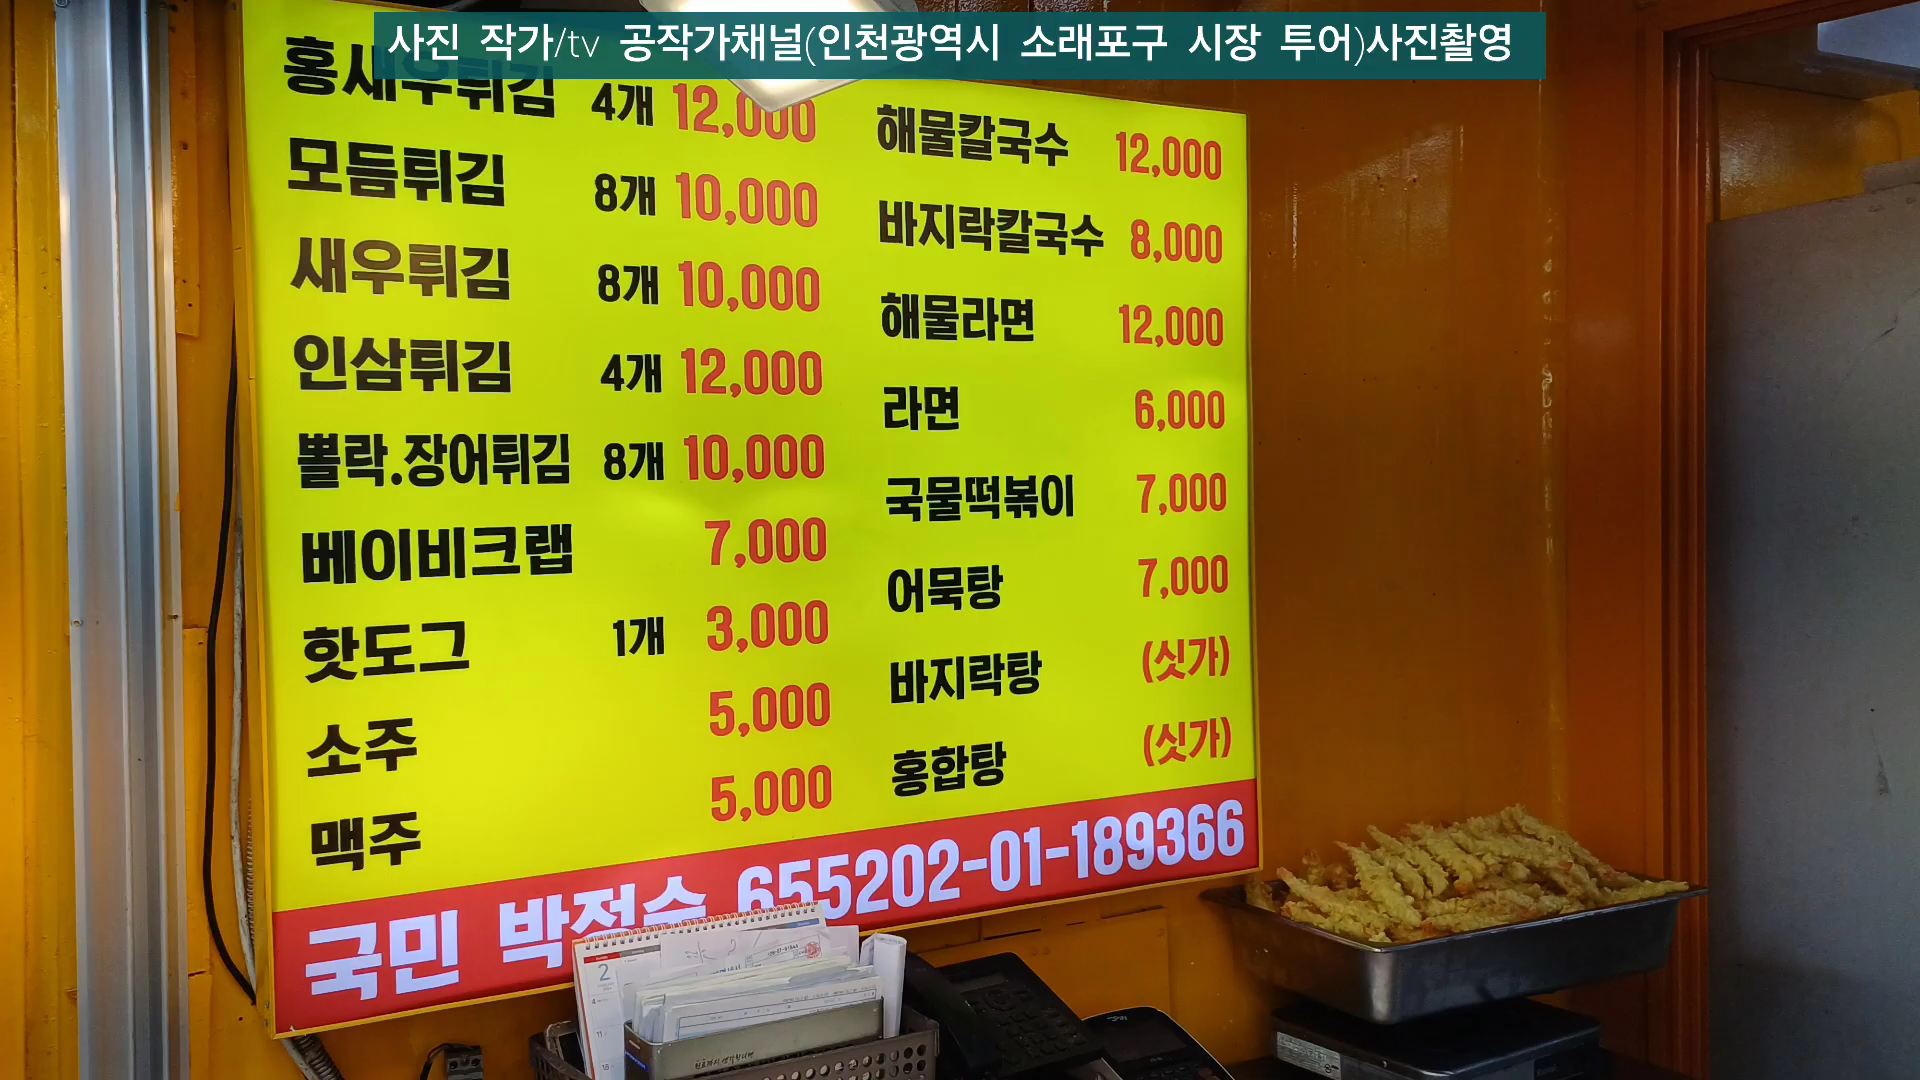 사진 작가/tv 공작가채널(인천광역시 소래포구 시장 투어)사진촬영
홍새우튀김 4개 12,000
모듬튀김 8개 10,000
새우튀김 8개 10,000
인삼튀김 4개 12,000
뽈락.장어튀김 8개 10,000
베이비크랩 7,000
핫도그 1개 3,000
소주 5,000
맥주 5,000
해물칼국수 12,000
바지락칼국수 8,000
해물라면 12,000
라면 6,000
국물떡볶이 7,000
어묵탕 7,000
바지락탕 (싯가)
홍합탕 (싯가)
국민 655202-01-189366
2